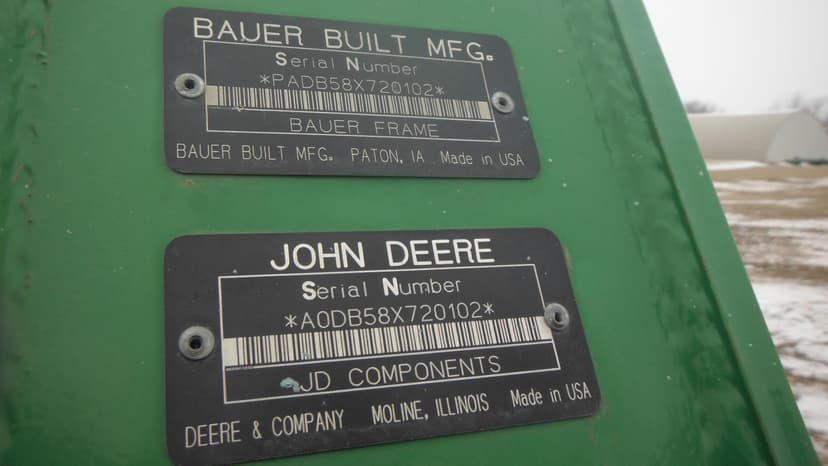 BAUER BUILT MFG.
Serial Number
*PADB58X720102*
BAUER FRAME
BAUER BUILT MFG. PATON, IA Made in USA
JOHN DEERE
Serial Number
*A0DB58X720102*
JD COMPONENTS
DEERE & COMPANY MOLINE, ILLINOIS Made in USA